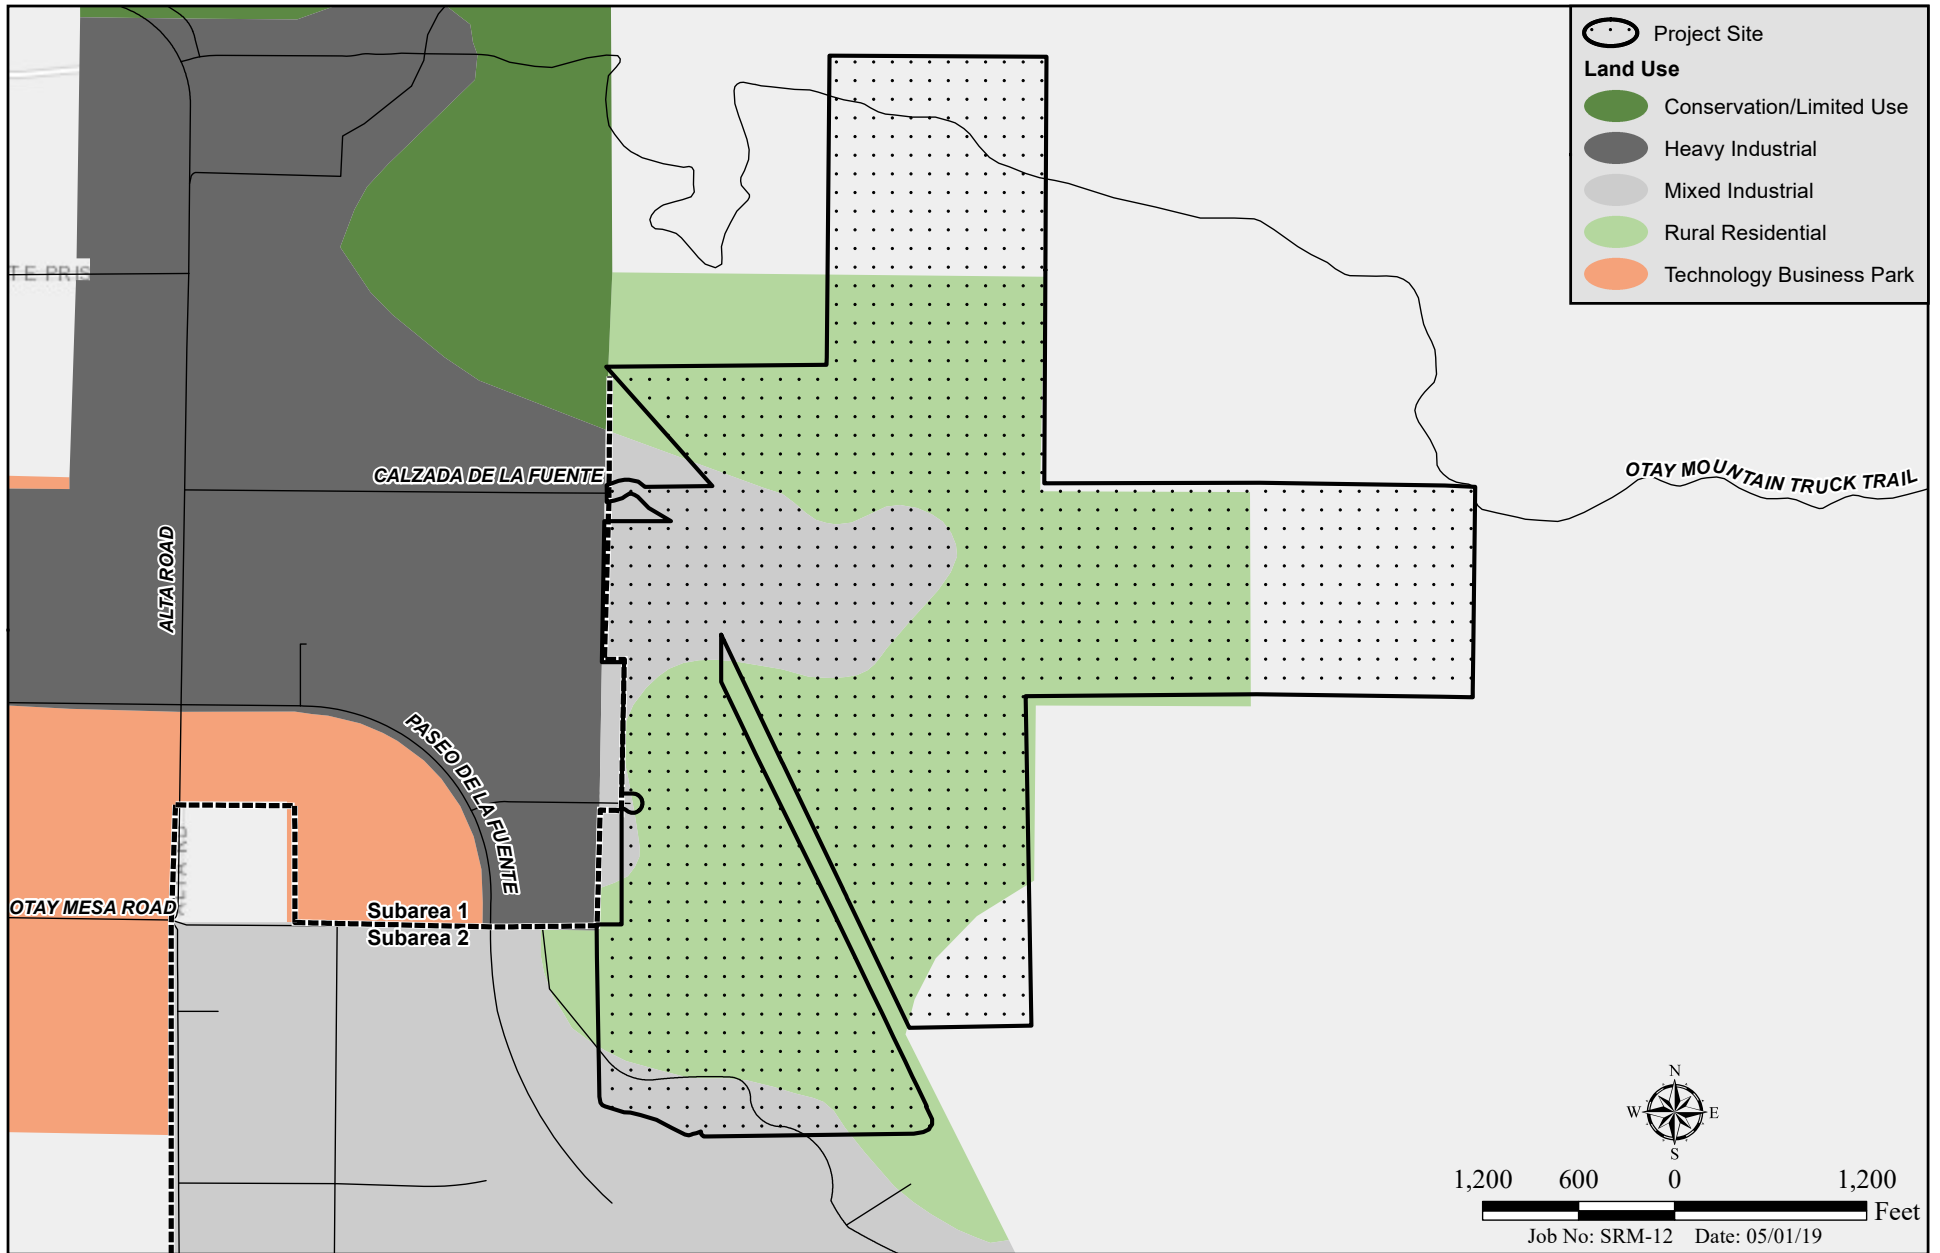 Project Site
Land Use
Conservation/Limited Use
Heavy Industrial
Mixed Industrial
Rural Residential
Technology Business Park
CALZADA DE LA FUENTE
OTAY MOUNTAIN TRUCK TRAIL
ALTA ROAD
PASEO DE LA FUENTE
OTAY MESA ROAD
Subarea 1
Subarea 2
N
W E
S
1,200 600 0 1,200
Feet
Job No: SRM-12 Date: 05/01/19